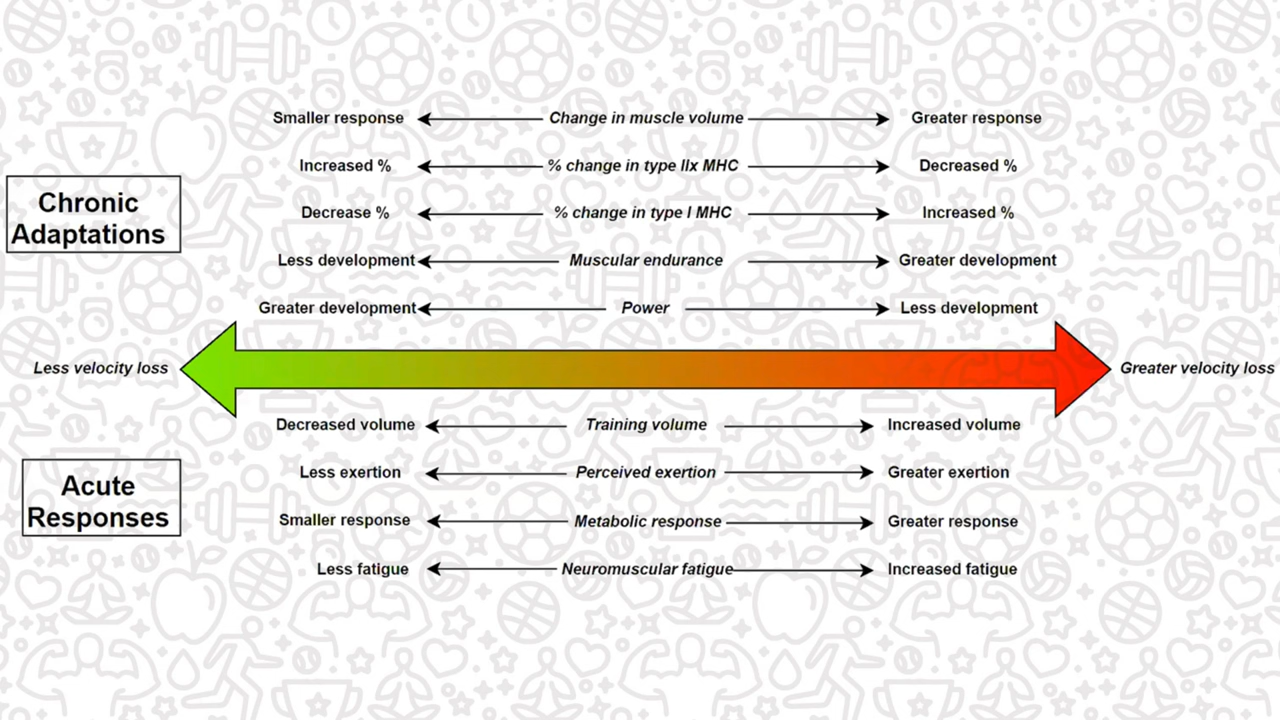 Smaller response Change in muscle volume Greater response
Increased % % change in type IIx MHC Decreased %
Chronic
Adaptations
Decrease % % change in type I MHC Increased %
Less development Muscular endurance Greater development
Greater development Power Less development
Less velocity loss Greater velocity loss
Decreased volume Training volume Increased volume
Less exertion Perceived exertion Greater exertion
Acute
Responses
Smaller response Metabolic response Greater response
Less fatigue Neuromuscular fatigue Increased fatigue